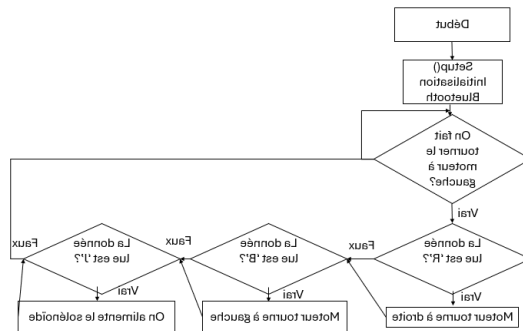 Début
Setup()
Initialisation
Bluetooth
On fait
tourner le
moteur à
gauche?
Vrai
La donnée
lue est 'R'?
Faux
La donnée
lue est 'B'?
Faux
La donnée
lue est 'J'?
Faux
Vrai
Vrai
Vrai
Moteur tourne à droite
Moteur tourne à gauche
On alimente le solénoïde